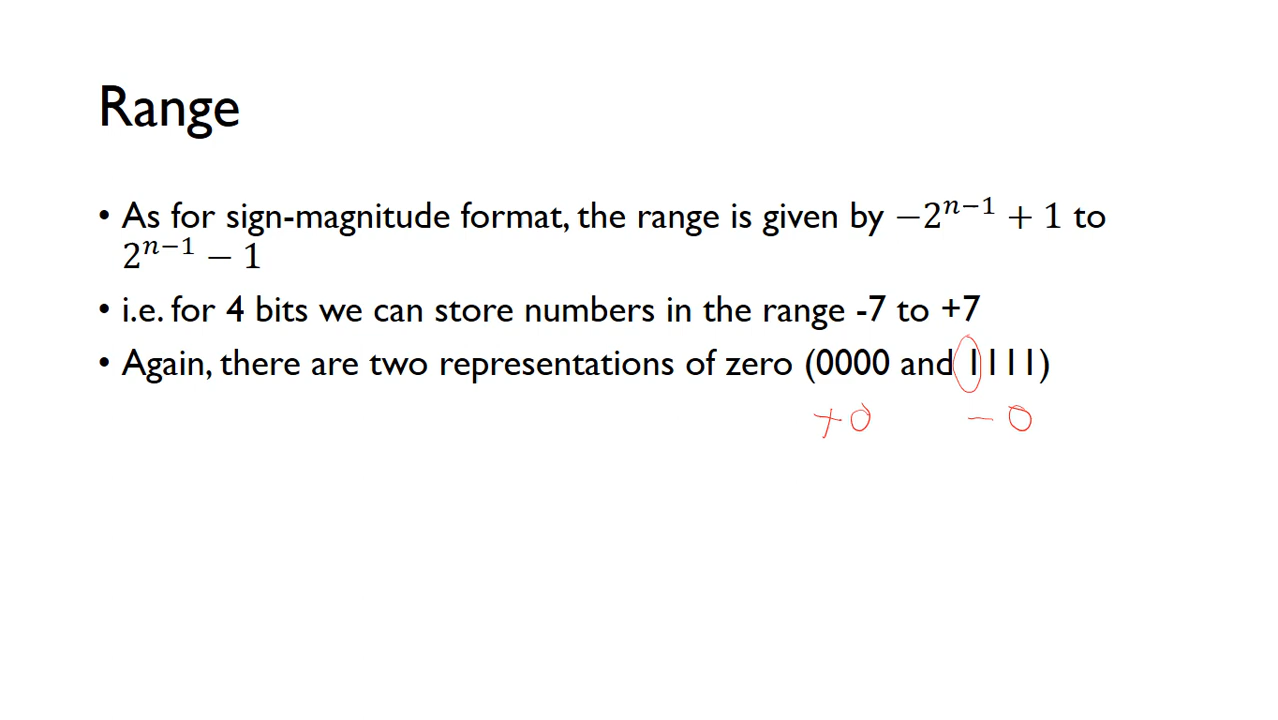 Range
• As for sign-magnitude format, the range is given by −2ⁿ⁻¹ + 1 to
2ⁿ⁻¹ − 1
• i.e. for 4 bits we can store numbers in the range -7 to +7
• Again, there are two representations of zero (0000 and 1111)
+0 −0